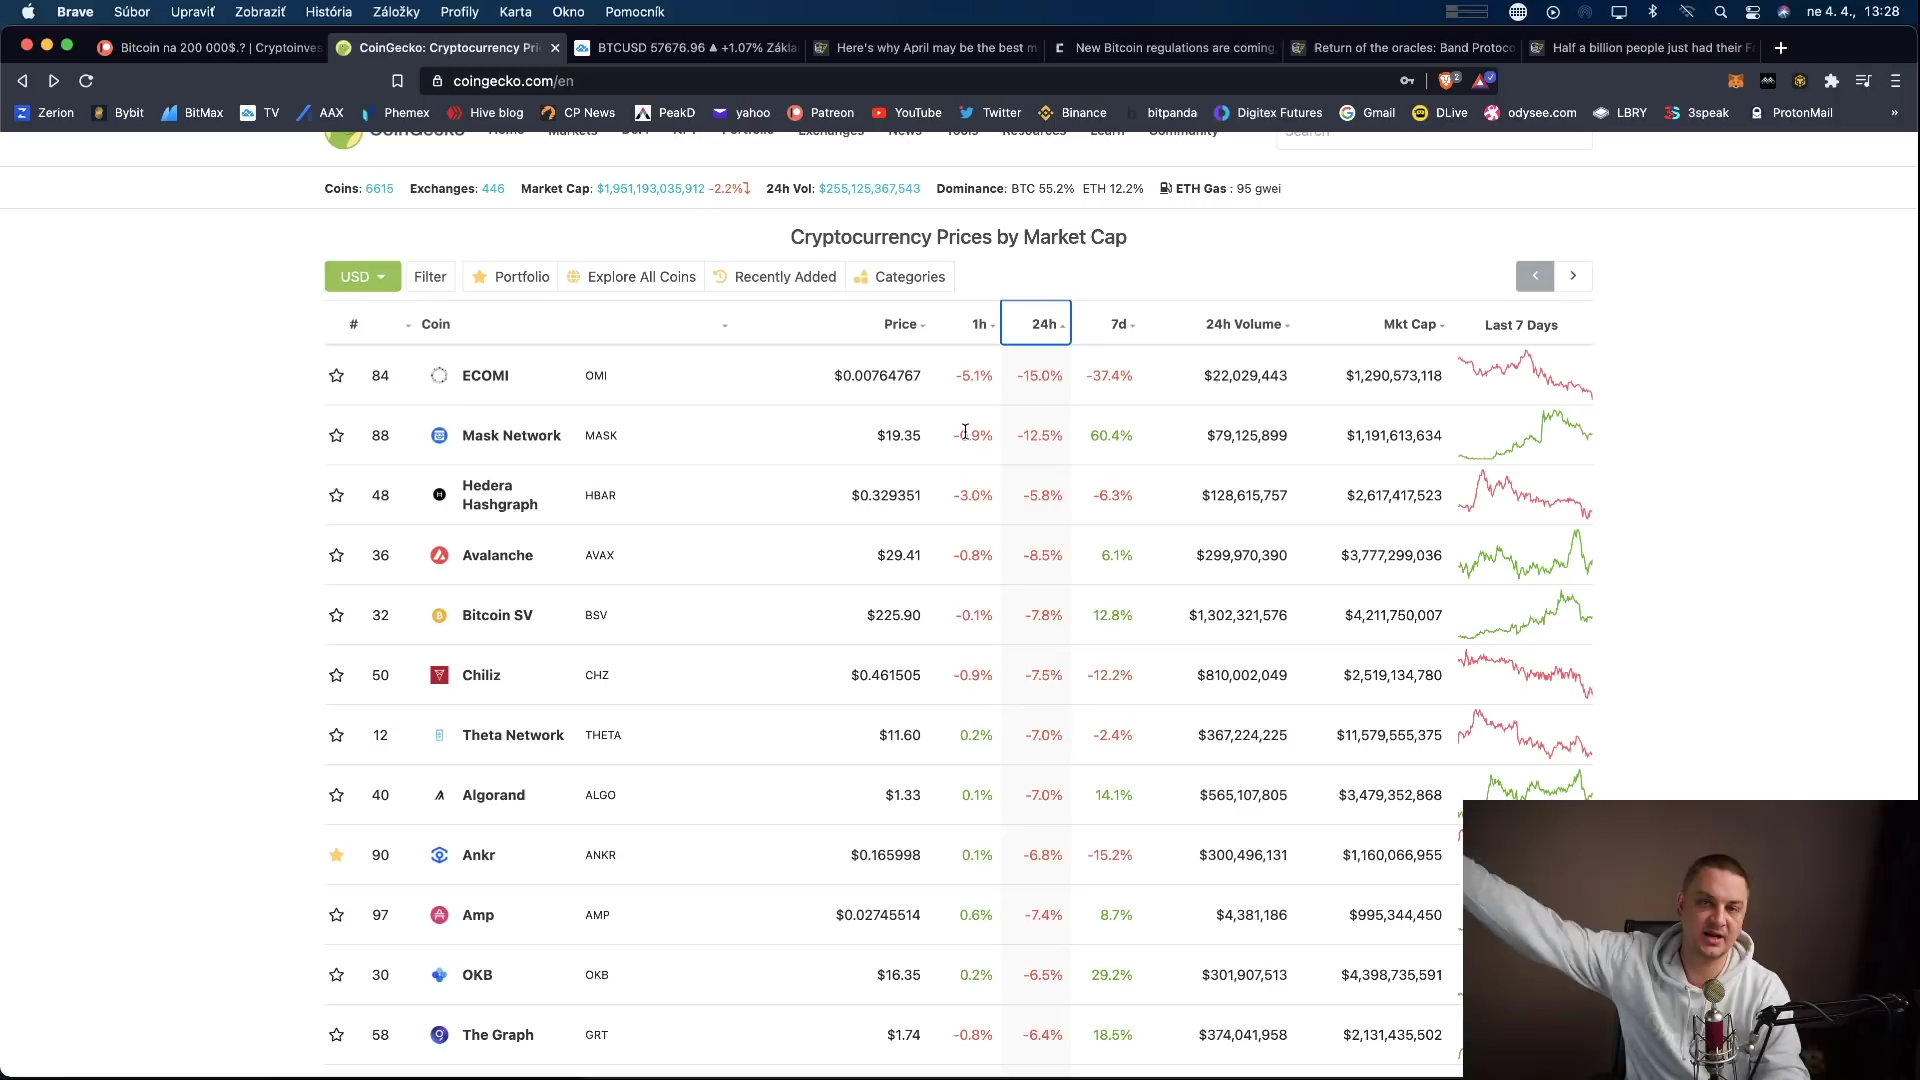 Brave Súbor Upraviť Zobraziť História Záložky Profily Karta Okno Pomocník ne 4. 4., 13:28
Bitcoin na 200 000$.? | Cryptoinves CoinGecko: Cryptocurrency Pri BTCUSD 57676.96 ▲ +1.07% Zákla Here's why April may be the best m New Bitcoin regulations are coming, Return of the oracles: Band Protoco Half a billion people just had their F
coingecko.com/en 2
Zerion Bybit BitMax TV AAX Phemex Hive blog CP News PeakD yahoo Patreon YouTube Twitter Binance bitpanda Digitex Futures Gmail DLive odysee.com LBRY 3speak ProtonMail »
CoinGecko Home Markets DeFi NFT Portfolio Exchanges News Tools Resources Learn Community Search
Coins: 6615 Exchanges: 446 Market Cap: $1,951,193,035,912 -2.2% 24h Vol: $255,125,367,543 Dominance: BTC 55.2% ETH 12.2% ETH Gas : 95 gwei
Cryptocurrency Prices by Market Cap
USD Filter Portfolio Explore All Coins Recently Added Categories
# Coin Price 1h 24h 7d 24h Volume Mkt Cap Last 7 Days
84 ECOMI OMI $0.00764767 -5.1% -15.0% -37.4% $22,029,443 $1,290,573,118
88 Mask Network MASK $19.35 -0.9% -12.5% 60.4% $79,125,899 $1,191,613,634
48 Hedera Hashgraph HBAR $0.329351 -3.0% -5.8% -6.3% $128,615,757 $2,617,417,523
36 Avalanche AVAX $29.41 -0.8% -8.5% 6.1% $299,970,390 $3,777,299,036
32 Bitcoin SV BSV $225.90 -0.1% -7.8% 12.8% $1,302,321,576 $4,211,750,007
50 Chiliz CHZ $0.461505 -0.9% -7.5% -12.2% $810,002,049 $2,519,134,780
12 Theta Network THETA $11.60 0.2% -7.0% -2.4% $367,224,225 $11,579,555,375
40 Algorand ALGO $1.33 0.1% -7.0% 14.1% $565,107,805 $3,479,352,868
90 Ankr ANKR $0.165998 0.1% -6.8% -15.2% $300,496,131 $1,160,066,955
97 Amp AMP $0.02745514 0.6% -7.4% 8.7% $4,381,186 $995,344,450
30 OKB OKB $16.35 0.2% -6.5% 29.2% $301,907,513 $4,398,735,591
58 The Graph GRT $1.74 -0.8% -6.4% 18.5% $374,041,958 $2,131,435,502